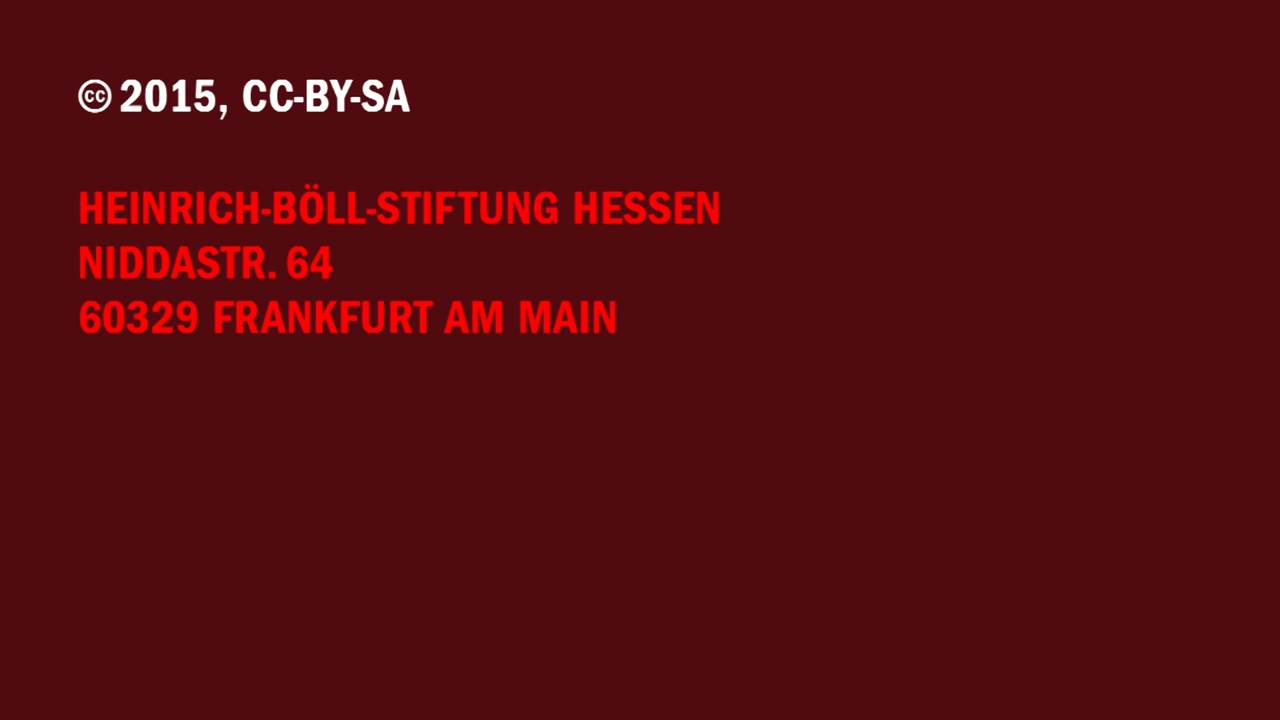 🅭 2015, CC-BY-SA
HEINRICH-BÖLL-STIFTUNG HESSEN
NIDDASTR. 64
60329 FRANKFURT AM MAIN